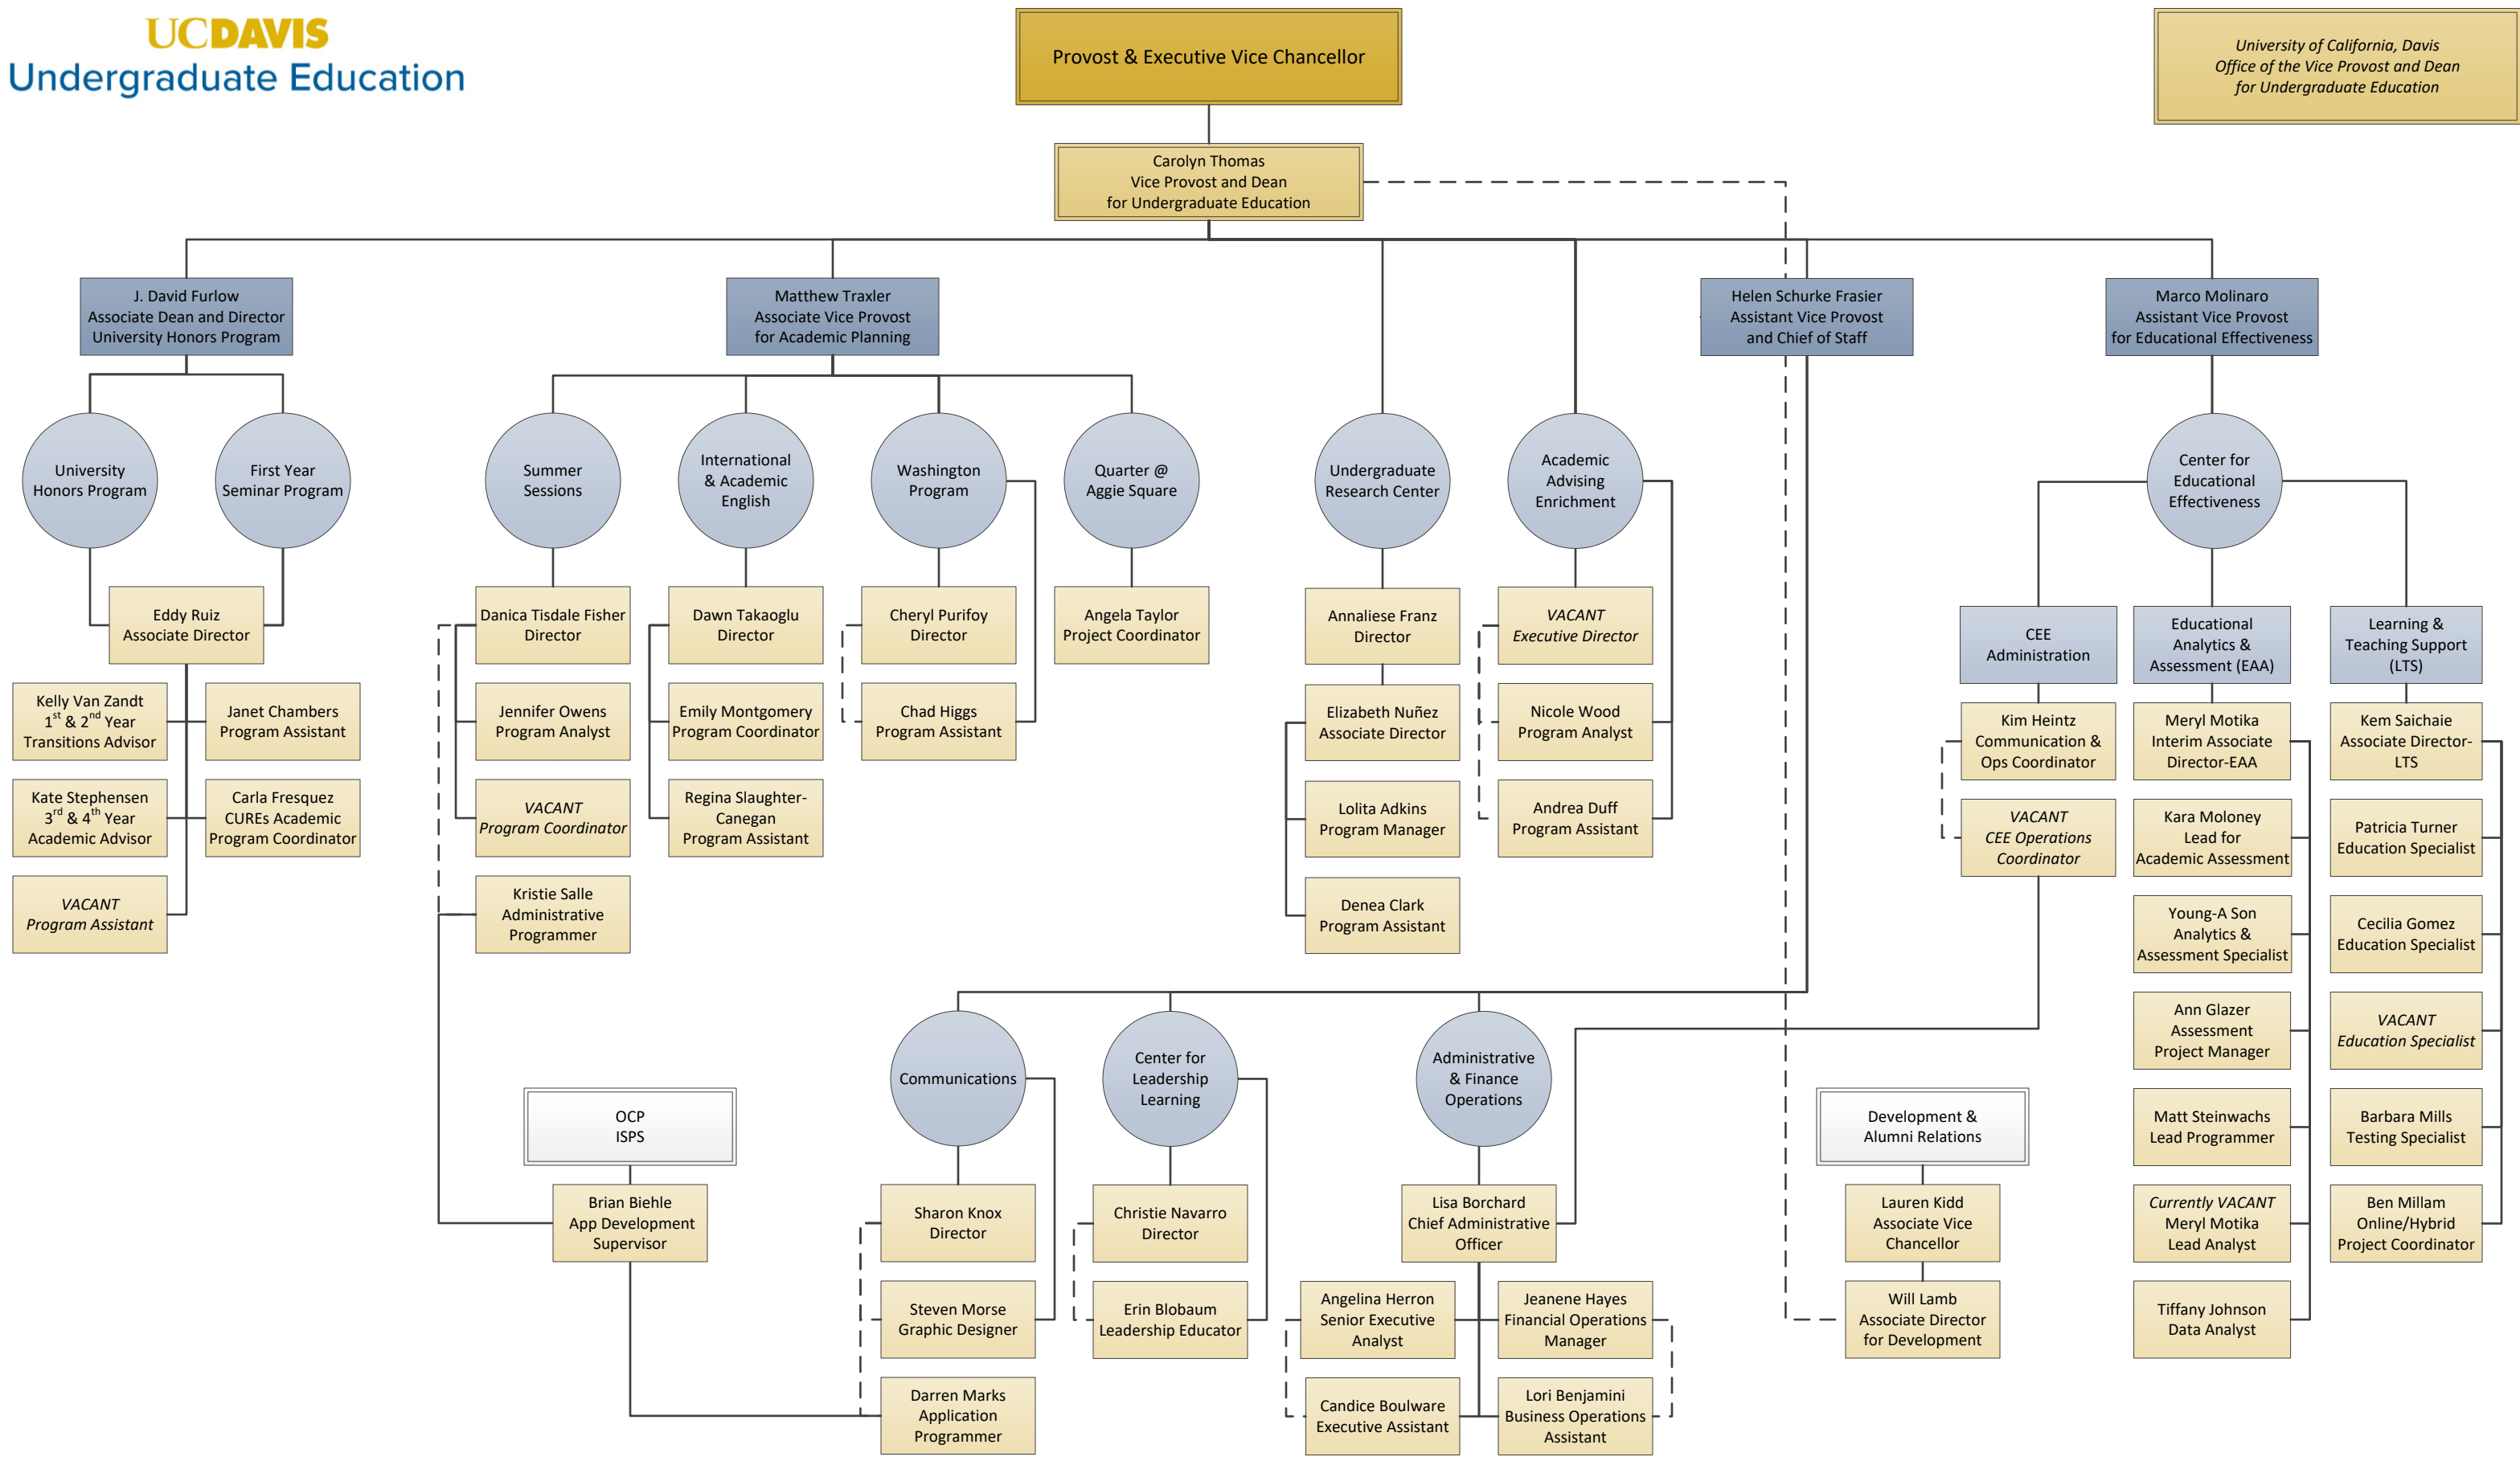 UCDAVIS
Undergraduate Education
Provost & Executive Vice Chancellor
University of California, Davis
Office of the Vice Provost and Dean
for Undergraduate Education
Carolyn Thomas
Vice Provost and Dean
for Undergraduate Education
J. David Furlow
Associate Dean and Director
University Honors Program
Matthew Traxler
Associate Vice Provost
for Academic Planning
Helen Schurke Frasier
Assistant Vice Provost
and Chief of Staff
Marco Molinaro
Assistant Vice Provost
for Educational Effectiveness
University
Honors Program
First Year
Seminar Program
Summer
Sessions
International
& Academic
English
Washington
Program
Quarter @
Aggie Square
Undergraduate
Research Center
Academic
Advising
Enrichment
Center for
Educational
Effectiveness
Eddy Ruiz
Associate Director
Kelly Van Zandt
1st & 2nd Year
Transitions Advisor
Janet Chambers
Program Assistant
Kate Stephensen
3rd & 4th Year
Academic Advisor
Carla Fresquez
CUREs Academic
Program Coordinator
VACANT
Program Assistant
Danica Tisdale Fisher
Director
Jennifer Owens
Program Analyst
VACANT
Program Coordinator
Kristie Salle
Administrative
Programmer
Dawn Takaoglu
Director
Emily Montgomery
Program Coordinator
Regina Slaughter-
Canegan
Program Assistant
Cheryl Purifoy
Director
Chad Higgs
Program Assistant
Angela Taylor
Project Coordinator
Annaliese Franz
Director
Elizabeth Nuñez
Associate Director
Lolita Adkins
Program Manager
Denea Clark
Program Assistant
VACANT
Executive Director
Nicole Wood
Program Analyst
Andrea Duff
Program Assistant
CEE
Administration
Kim Heintz
Communication &
Ops Coordinator
VACANT
CEE Operations
Coordinator
Educational
Analytics &
Assessment (EAA)
Meryl Motika
Interim Associate
Director-EAA
Kara Moloney
Lead for
Academic Assessment
Young-A Son
Analytics &
Assessment Specialist
Ann Glazer
Assessment
Project Manager
Matt Steinwachs
Lead Programmer
Currently VACANT
Meryl Motika
Lead Analyst
Tiffany Johnson
Data Analyst
Learning &
Teaching Support
(LTS)
Kem Saichaie
Associate Director-
LTS
Patricia Turner
Education Specialist
Cecilia Gomez
Education Specialist
VACANT
Education Specialist
Barbara Mills
Testing Specialist
Ben Millam
Online/Hybrid
Project Coordinator
OCP
ISPS
Brian Biehle
App Development
Supervisor
Communications
Sharon Knox
Director
Steven Morse
Graphic Designer
Darren Marks
Application
Programmer
Center for
Leadership
Learning
Christie Navarro
Director
Erin Blobaum
Leadership Educator
Administrative
& Finance
Operations
Lisa Borchard
Chief Administrative
Officer
Angelina Herron
Senior Executive
Analyst
Jeanene Hayes
Financial Operations
Manager
Candice Boulware
Executive Assistant
Lori Benjamini
Business Operations
Assistant
Development &
Alumni Relations
Lauren Kidd
Associate Vice
Chancellor
Will Lamb
Associate Director
for Development